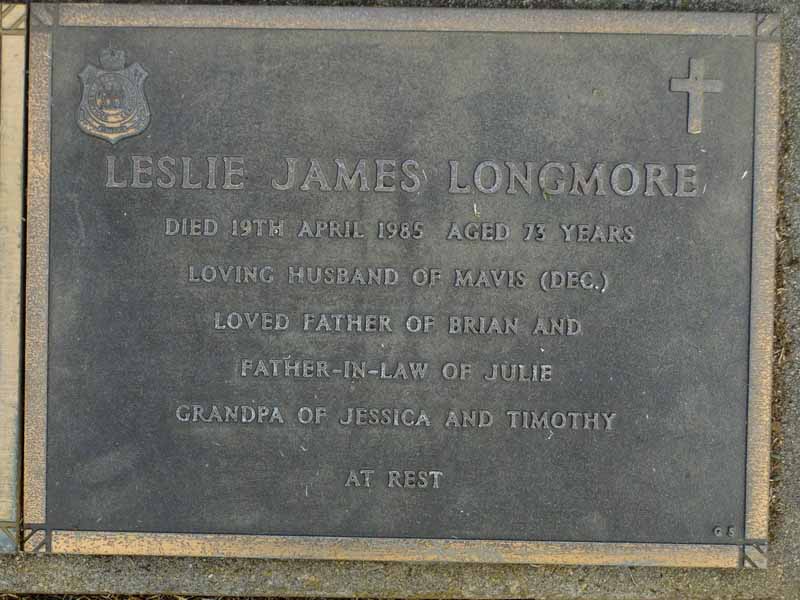 LESLIE JAMES LONGMORE
DIED 19TH APRIL 1985 AGED 73 YEARS
LOVING HUSBAND OF MAVIS (DEC.)
LOVED FATHER OF BRIAN AND
FATHER-IN-LAW OF JULIE
GRANDPA OF JESSICA AND TIMOTHY
AT REST
G S